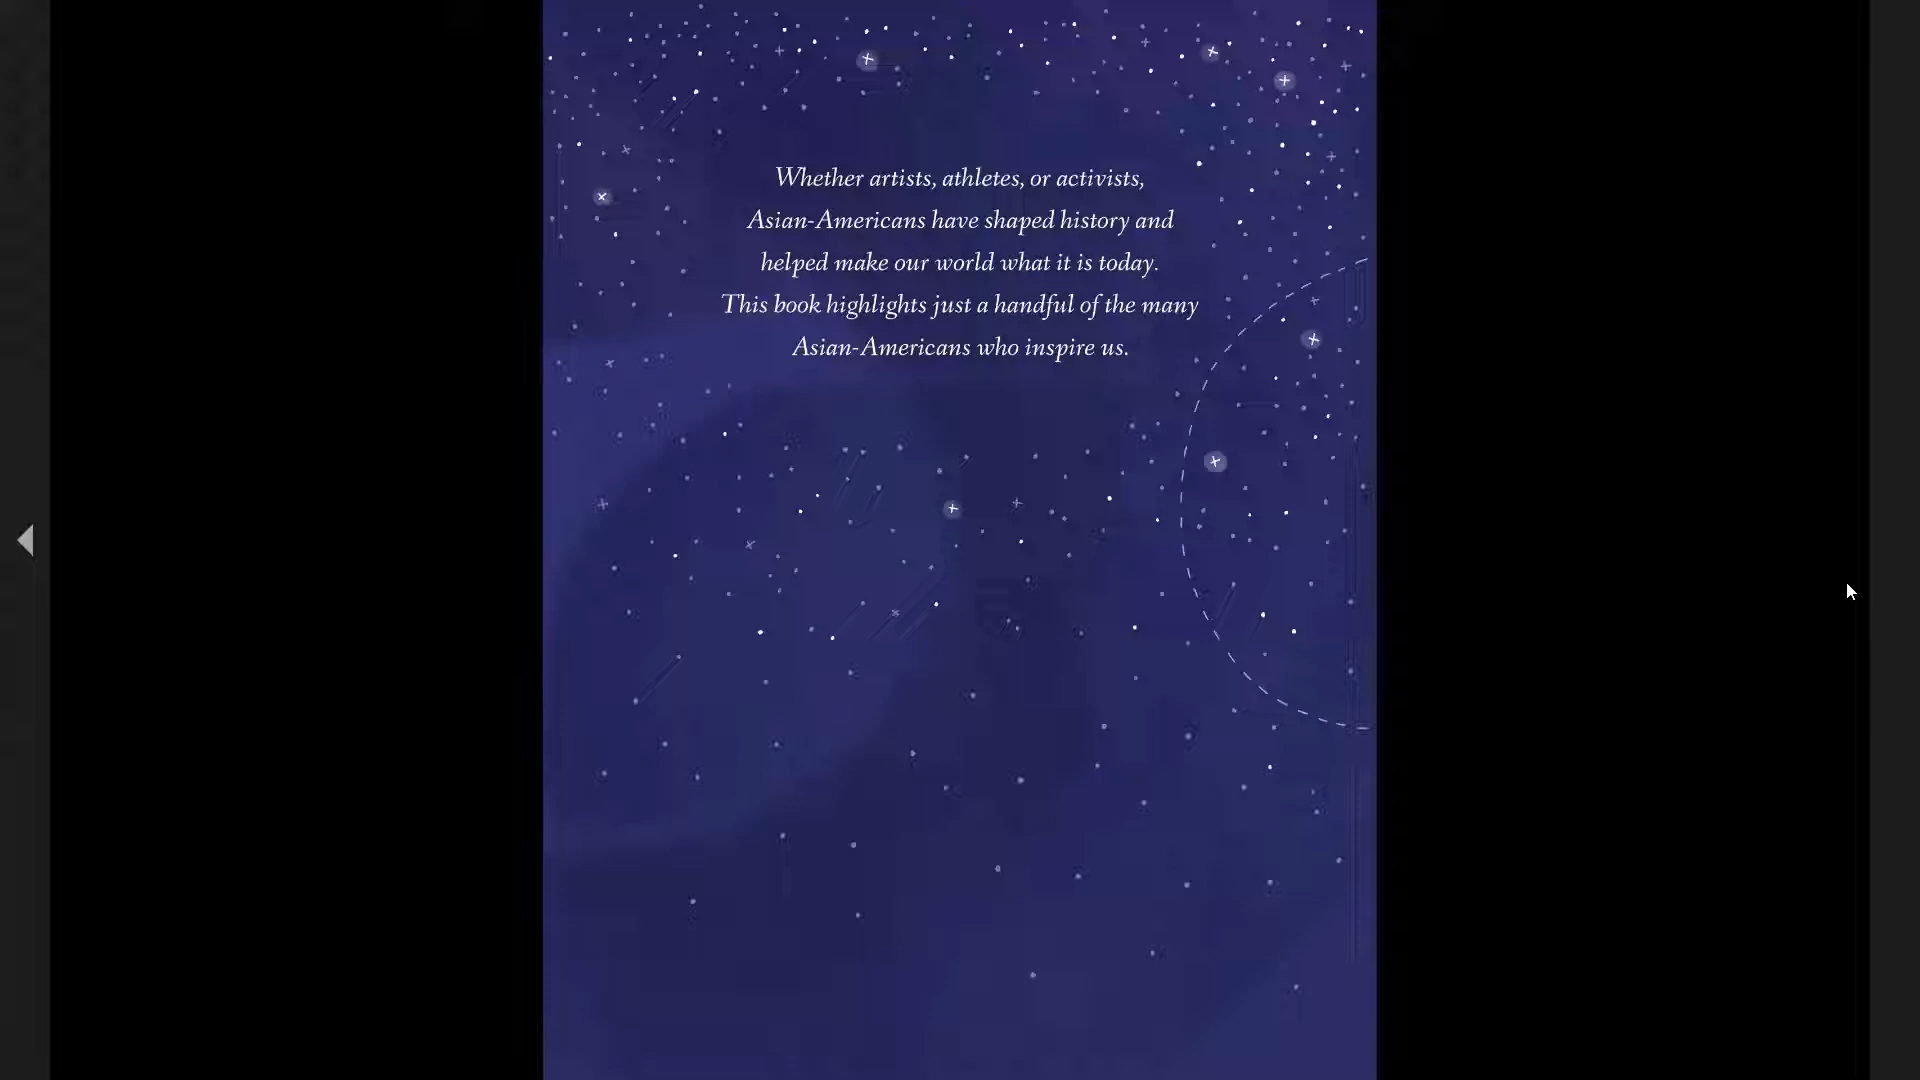 Whether artists, athletes, or activists,
Asian-Americans have shaped history and
helped make our world what it is today.
This book highlights just a handful of the many
Asian-Americans who inspire us.